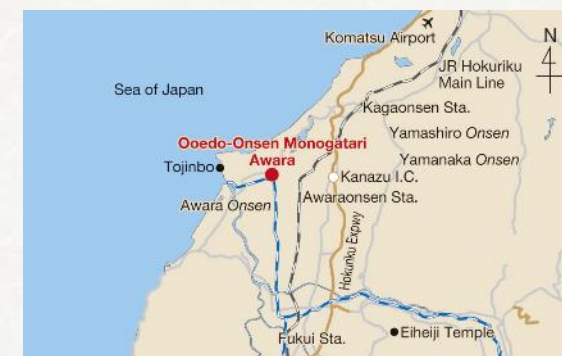 Komatsu Airport
N
JR Hokuriku
Main Line
Sea of Japan
Kagaonsen Sta.
Ooedo-Onsen Monogatari
Awara
Yamashiro Onsen
Yamanaka Onsen
Tojinbo
Kanazu I.C.
Awaraonsen Sta.
Awara Onsen
Hokuriku Expwy
Fukui Sta.
Eiheiji Temple